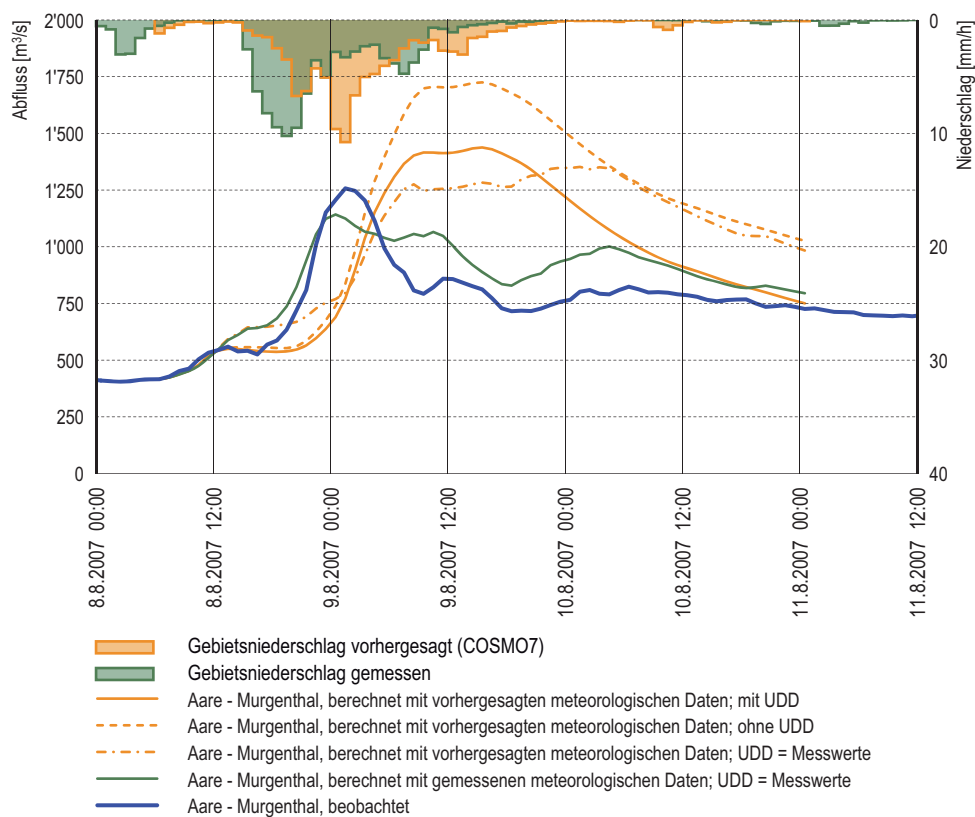 Abfluss [m³/s]
2'000
1'750
1'500
1'250
1'000
750
500
250
0
Niederschlag [mm/h]
0
10
20
30
40
8.8.2007 00:00
8.8.2007 12:00
9.8.2007 00:00
9.8.2007 12:00
10.8.2007 00:00
10.8.2007 12:00
11.8.2007 00:00
11.8.2007 12:00
Gebietsniederschlag vorhergesagt (COSMO7)
Gebietsniederschlag gemessen
Aare - Murgenthal, berechnet mit vorhergesagten meteorologischen Daten; mit UDD
Aare - Murgenthal, berechnet mit vorhergesagten meteorologischen Daten; ohne UDD
Aare - Murgenthal, berechnet mit vorhergesagten meteorologischen Daten; UDD = Messwerte
Aare - Murgenthal, berechnet mit gemessenen meteorologischen Daten; UDD = Messwerte
Aare - Murgenthal, beobachtet